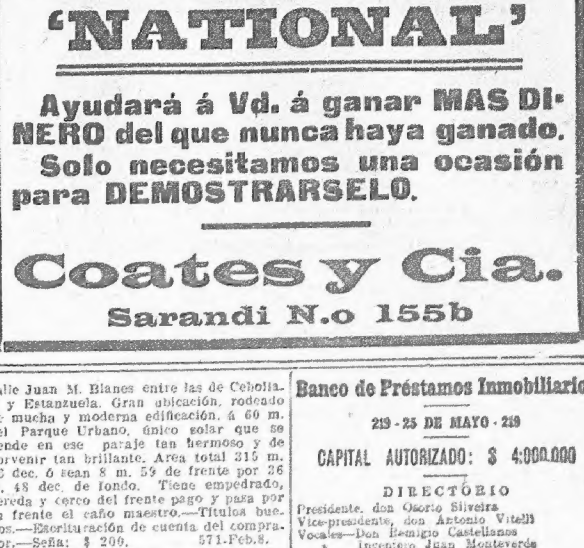 ‘NATIONAL’
Ayudará á Vd. á ganar MAS DI-
NERO del que nunca haya ganado.
Solo necesitamos una ocasión
para DEMOSTRARSELO.
Coates y Cia.
Sarandi N.o 155b
alle Juan M. Blanes entre las de Cebolla-
y Estanzuela. Gran ubicación, rodeado
mucha y moderna edificación, á 60 m.
el Parque Urbano, único solar que se
ende en ese paraje tan hermoso y de
orvenir tan brillante. Area total 315 m.
dec. ó sean 8 m. 59 de frente por 36
. 48 dec. de fondo. Tiene empedrado,
ereda y cerco del frente pago y pasa por
frente el caño maestro.—Títulos bue-
os.—Escrituración de cuenta del compra-
or.—Seña: $ 200. 571-Feb.8.
Banco de Préstamos Inmobiliario
219 - 25 DE MAYO - 219
CAPITAL AUTORIZADO: $ 4:000.000
DIRECTORIO
Presidente, don Osorio Silveira
Vice-presidente, don Antonio Vitelli
Vocales—Don Remigio Castellanos
Ingeniero Juan Monteverde